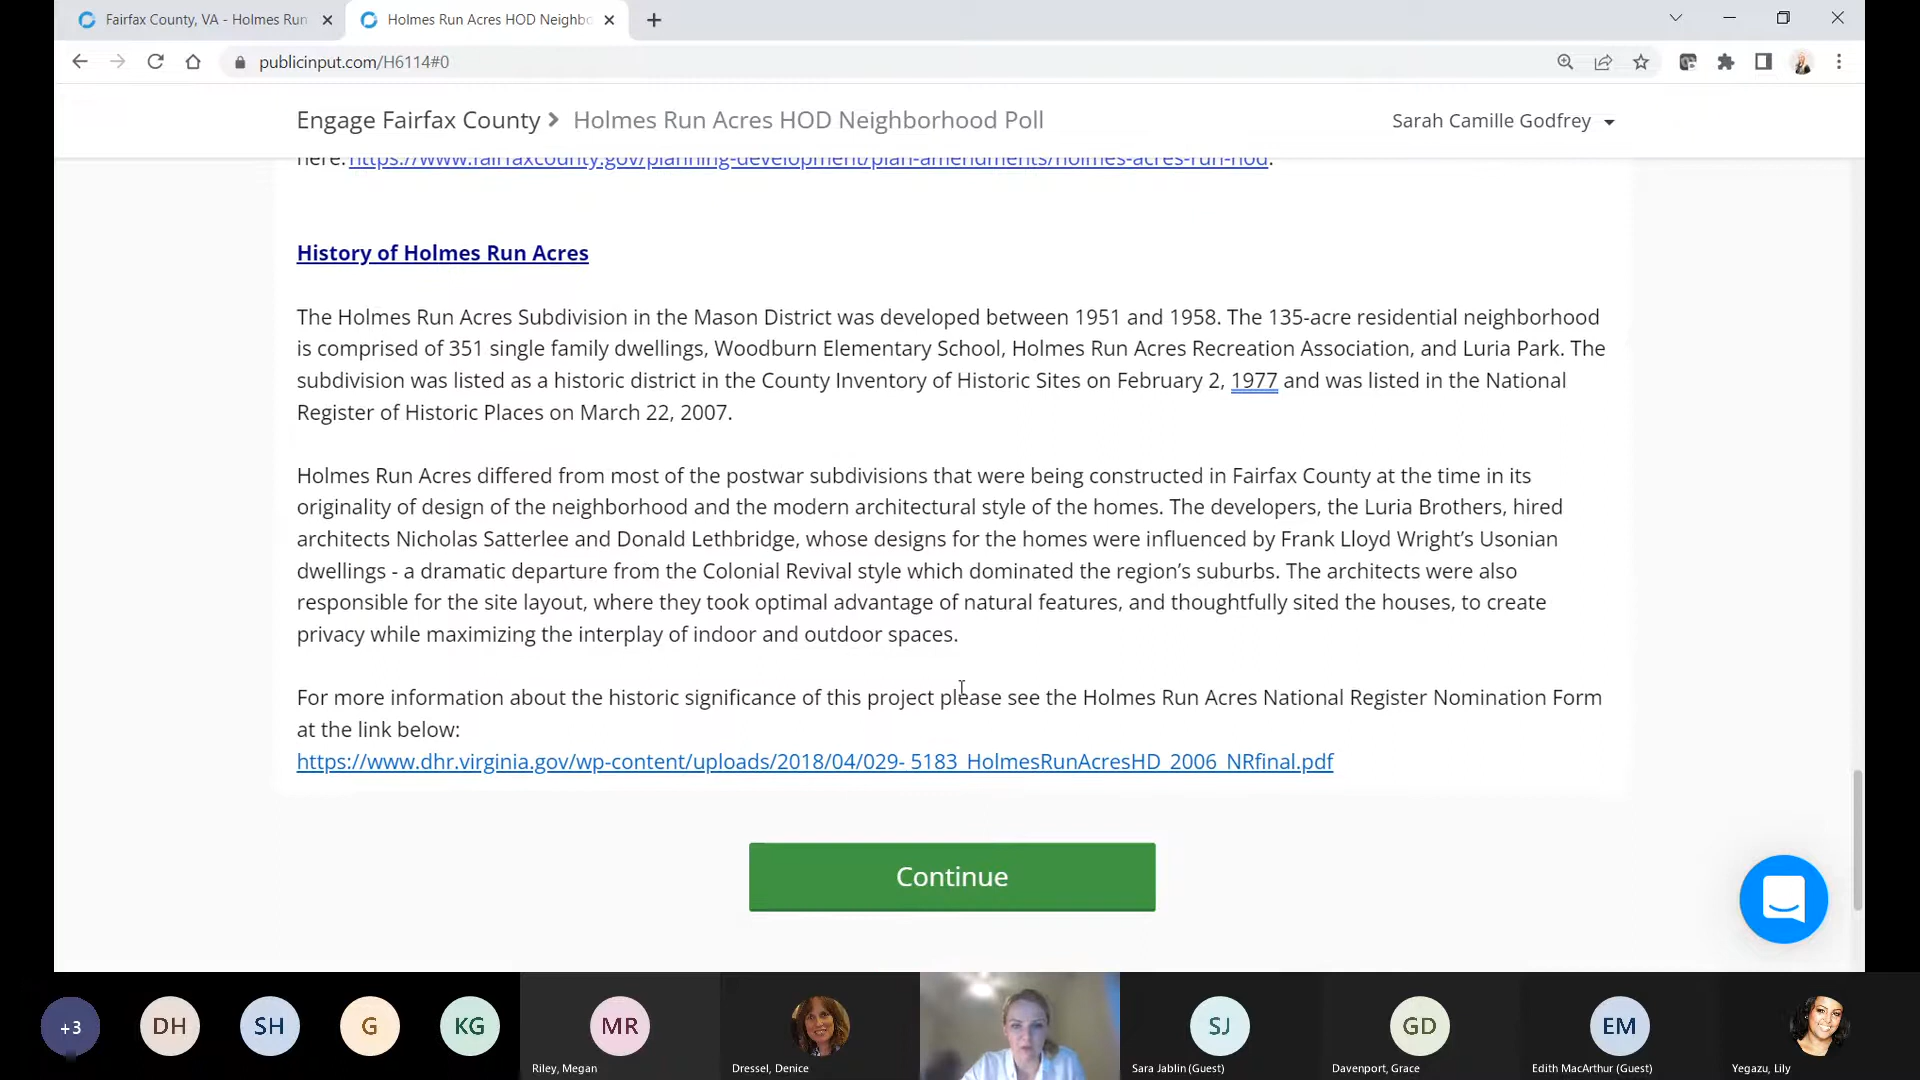 Fairfax County, VA - Holmes Run
Holmes Run Acres HOD Neighbo
publicinput.com/H6114#0
Engage Fairfax County > Holmes Run Acres HOD Neighborhood Poll
Sarah Camille Godfrey
here: https://www.fairfaxcounty.gov/planning-development/plan-amendments/holmes-acres-run-hod.
History of Holmes Run Acres
The Holmes Run Acres Subdivision in the Mason District was developed between 1951 and 1958. The 135-acre residential neighborhood
is comprised of 351 single family dwellings, Woodburn Elementary School, Holmes Run Acres Recreation Association, and Luria Park. The
subdivision was listed as a historic district in the County Inventory of Historic Sites on February 2, 1977 and was listed in the National
Register of Historic Places on March 22, 2007.
Holmes Run Acres differed from most of the postwar subdivisions that were being constructed in Fairfax County at the time in its
originality of design of the neighborhood and the modern architectural style of the homes. The developers, the Luria Brothers, hired
architects Nicholas Satterlee and Donald Lethbridge, whose designs for the homes were influenced by Frank Lloyd Wright's Usonian
dwellings - a dramatic departure from the Colonial Revival style which dominated the region's suburbs. The architects were also
responsible for the site layout, where they took optimal advantage of natural features, and thoughtfully sited the houses, to create
privacy while maximizing the interplay of indoor and outdoor spaces.
For more information about the historic significance of this project please see the Holmes Run Acres National Register Nomination Form
at the link below:
https://www.dhr.virginia.gov/wp-content/uploads/2018/04/029- 5183_HolmesRunAcresHD_2006_NRfinal.pdf
Continue
+3
DH
SH
G
KG
MR
SJ
GD
EM
Riley, Megan
Dressel, Denice
Sara Jablin (Guest)
Davenport, Grace
Edith MacArthur (Guest)
Yegazu, Lily